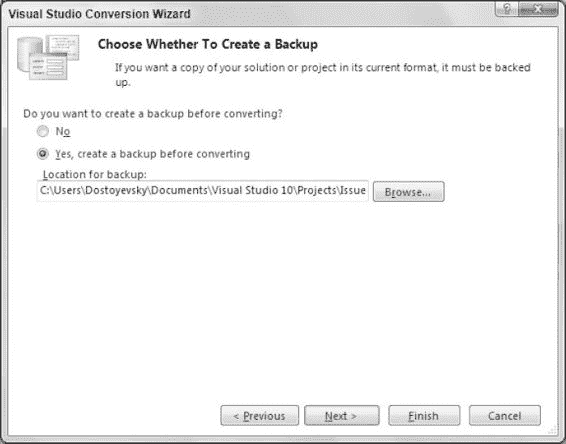 Visual Studio Conversion Wizard
Choose Whether To Create a Backup
If you want a copy of your solution or project in its current format, it must be backed
up.
Do you want to create a backup before converting?
No
Yes, create a backup before converting
Location for backup:
C:\Users\Dostoyevsky\Documents\Visual Studio 10\Projects\Issue
Browse...
< Previous
Next >
Finish
Cancel